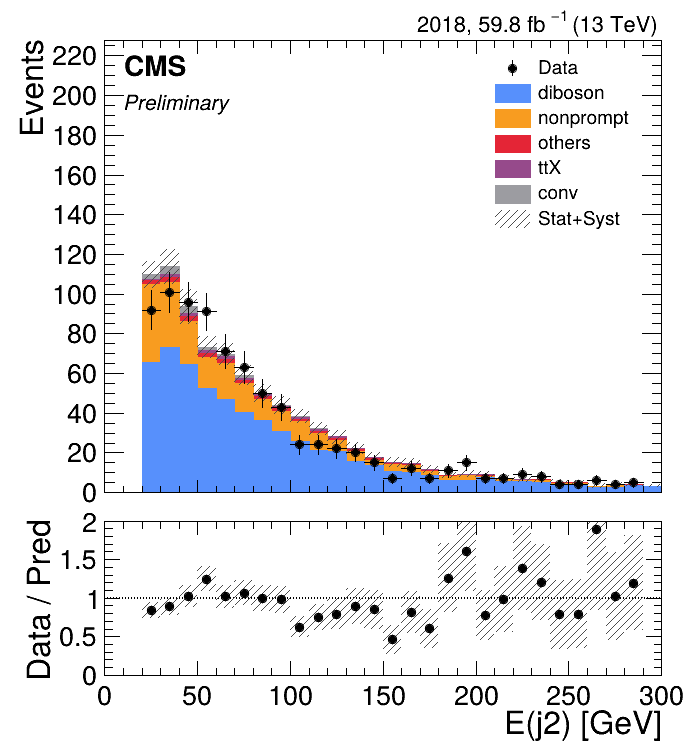 2018, 59.8 fb⁻¹ (13 TeV)
CMS
Preliminary
Events
220
200
180
160
140
120
100
80
60
40
20
0
Data
diboson
nonprompt
others
ttX
conv
Stat+Syst
Data / Pred
2
1.5
1
0.5
0
0 50 100 150 200 250 300
E(j2) [GeV]